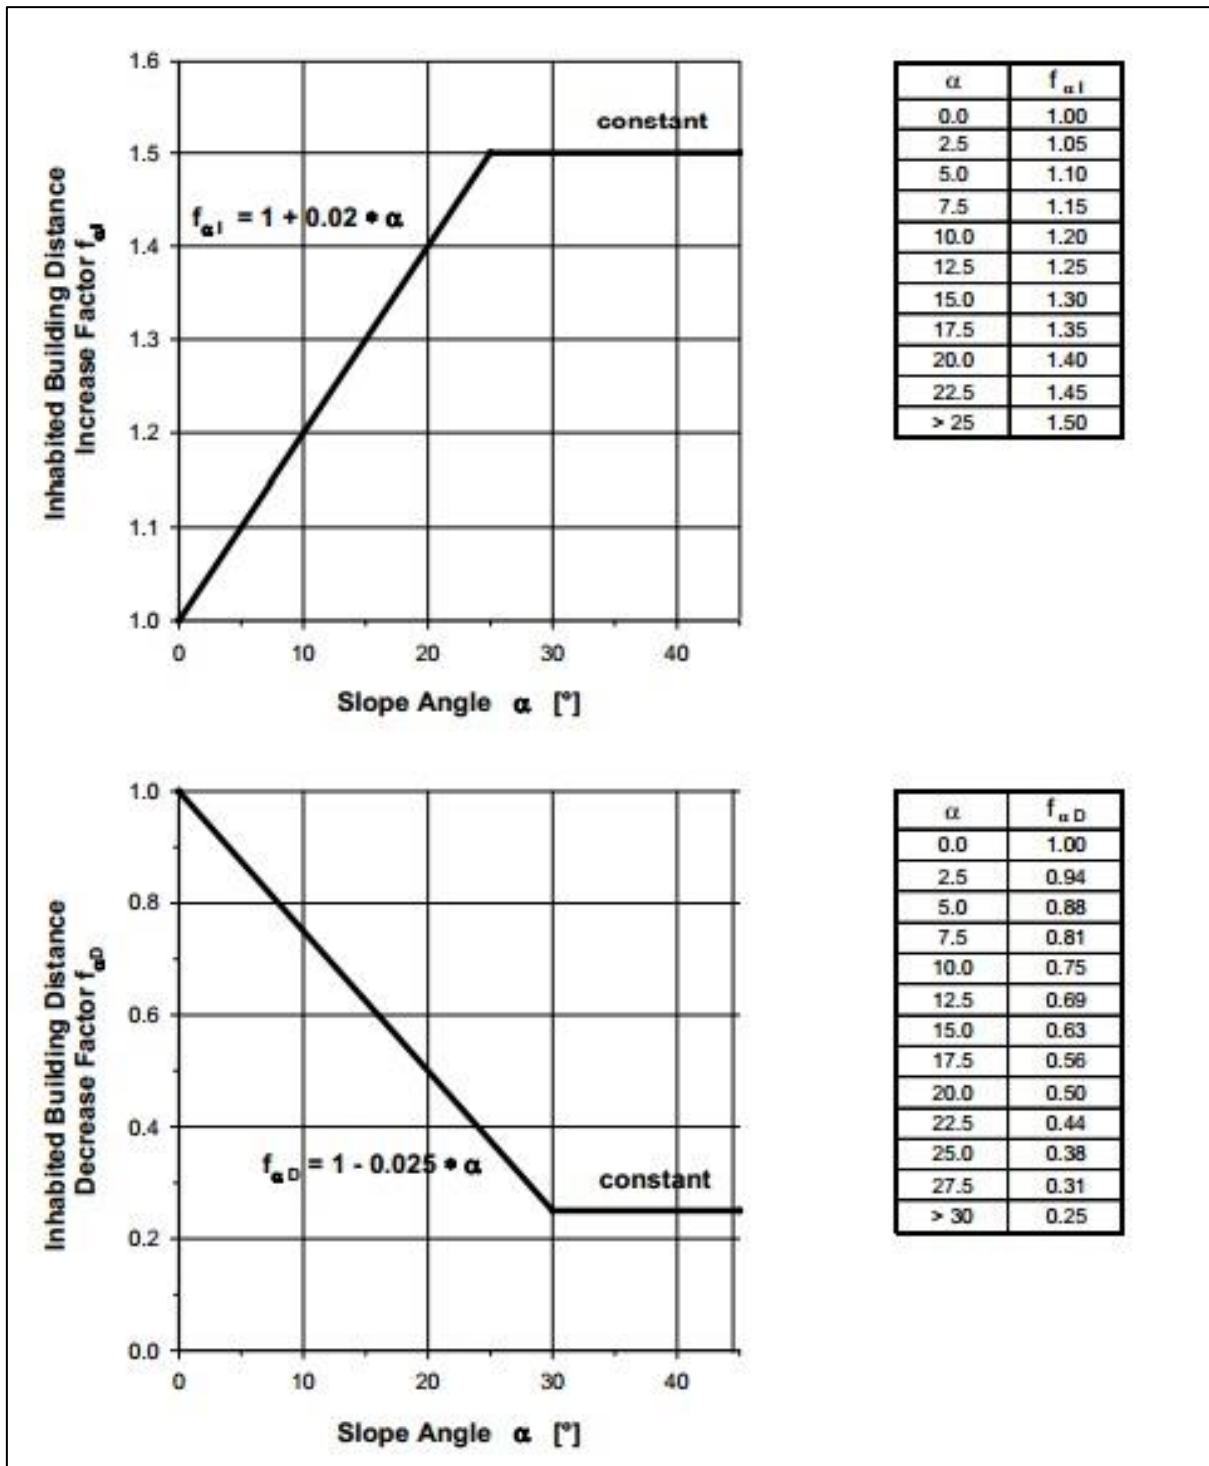 1.6
1.5
1.4
1.3
1.2
1.1
1.0
0 10 20 30 40
Inhabited Building Distance
Increase Factor fαI
constant
fαI = 1 + 0.02 * α
Slope Angle α [°]
α fαI
0.0 1.00
2.5 1.05
5.0 1.10
7.5 1.15
10.0 1.20
12.5 1.25
15.0 1.30
17.5 1.35
20.0 1.40
22.5 1.45
> 25 1.50
1.0
0.8
0.6
0.4
0.2
0.0
0 10 20 30 40
Inhabited Building Distance
Decrease Factor fαD
fαD = 1 - 0.025 * α
constant
Slope Angle α [°]
α fαD
0.0 1.00
2.5 0.94
5.0 0.88
7.5 0.81
10.0 0.75
12.5 0.69
15.0 0.63
17.5 0.56
20.0 0.50
22.5 0.44
25.0 0.38
27.5 0.31
> 30 0.25